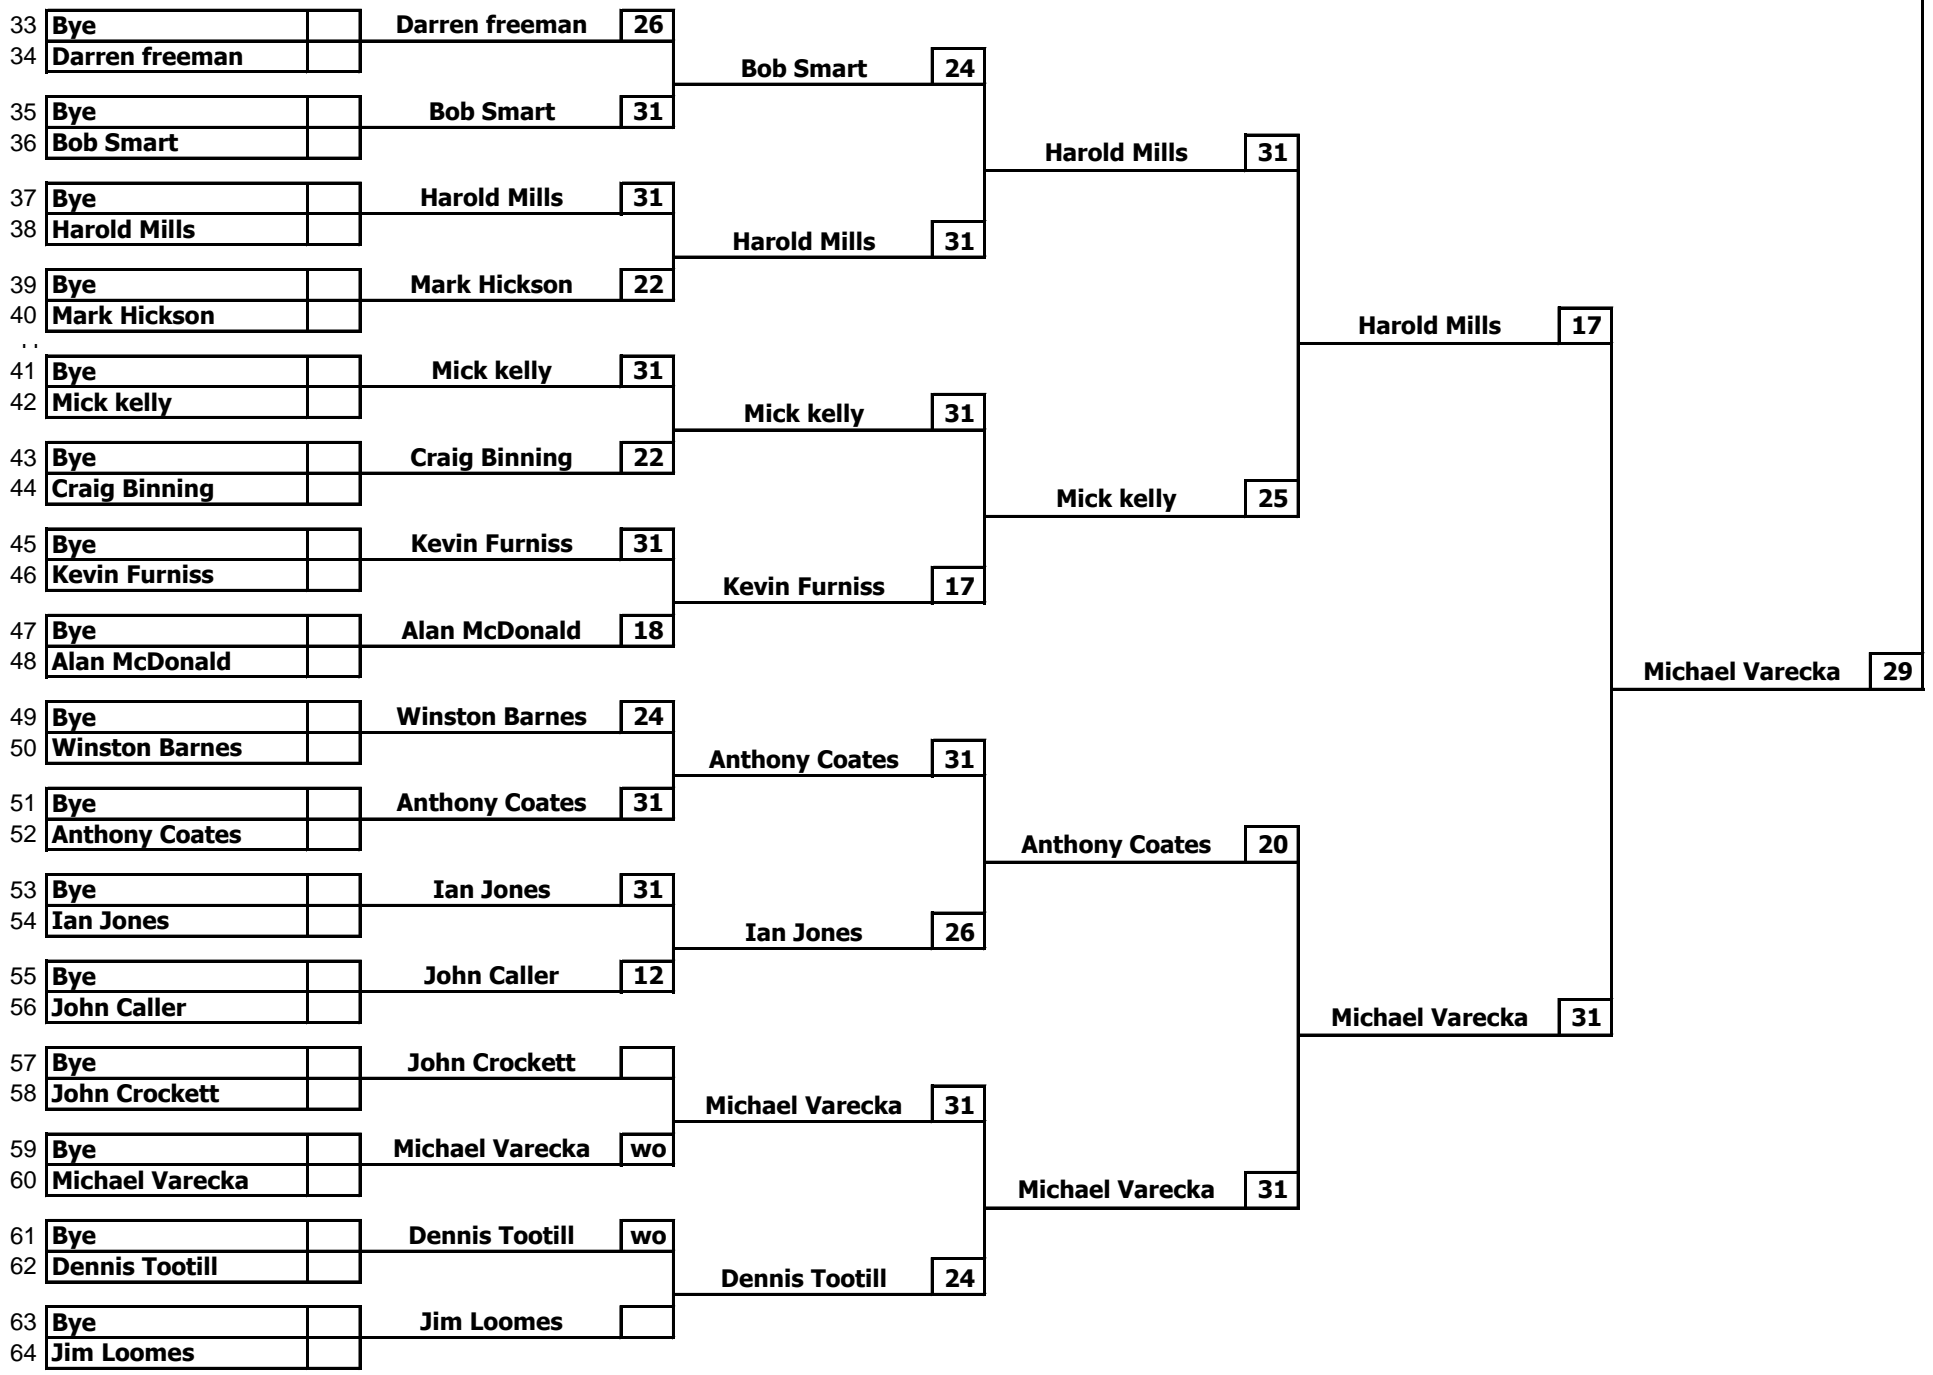 33 Bye Darren freeman 26
34 Darren freeman
Bob Smart 24
35 Bye Bob Smart 31
36 Bob Smart
Harold Mills 31
37 Bye Harold Mills 31
38 Harold Mills
Harold Mills 31
39 Bye Mark Hickson 22
40 Mark Hickson
Harold Mills 17
41 Bye Mick kelly 31
42 Mick kelly
Mick kelly 31
43 Bye Craig Binning 22
44 Craig Binning
Mick kelly 25
45 Bye Kevin Furniss 31
46 Kevin Furniss
Kevin Furniss 17
47 Bye Alan McDonald 18
48 Alan McDonald
Michael Varecka 29
49 Bye Winston Barnes 24
50 Winston Barnes
Anthony Coates 31
51 Bye Anthony Coates 31
52 Anthony Coates
Anthony Coates 20
53 Bye Ian Jones 31
54 Ian Jones
Ian Jones 26
55 Bye John Caller 12
56 John Caller
Michael Varecka 31
57 Bye John Crockett
58 John Crockett
Michael Varecka 31
59 Bye Michael Varecka wo
60 Michael Varecka
Michael Varecka 31
61 Bye Dennis Tootill wo
62 Dennis Tootill
Dennis Tootill 24
63 Bye Jim Loomes
64 Jim Loomes